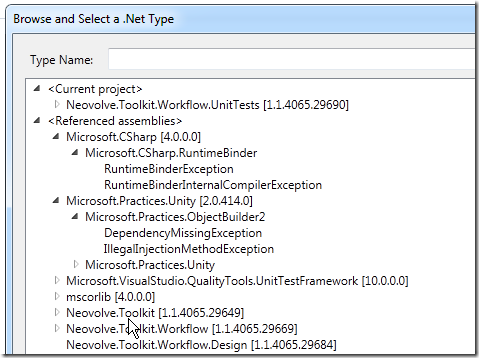 Browse and Select a .Net Type
Type Name:
<Current project>
Neovolve.Toolkit.Workflow.UnitTests [1.1.4065.29690]
<Referenced assemblies>
Microsoft.CSharp [4.0.0.0]
Microsoft.CSharp.RuntimeBinder
RuntimeBinderException
RuntimeBinderInternalCompilerException
Microsoft.Practices.Unity [2.0.414.0]
Microsoft.Practices.ObjectBuilder2
DependencyMissingException
IllegalInjectionMethodException
Microsoft.Practices.Unity
Microsoft.VisualStudio.QualityTools.UnitTestFramework [10.0.0.0]
mscorlib [4.0.0.0]
Neovolve.Toolkit [1.1.4065.29649]
Neovolve.Toolkit.Workflow [1.1.4065.29669]
Neovolve.Toolkit.Workflow.Design [1.1.4065.29684]